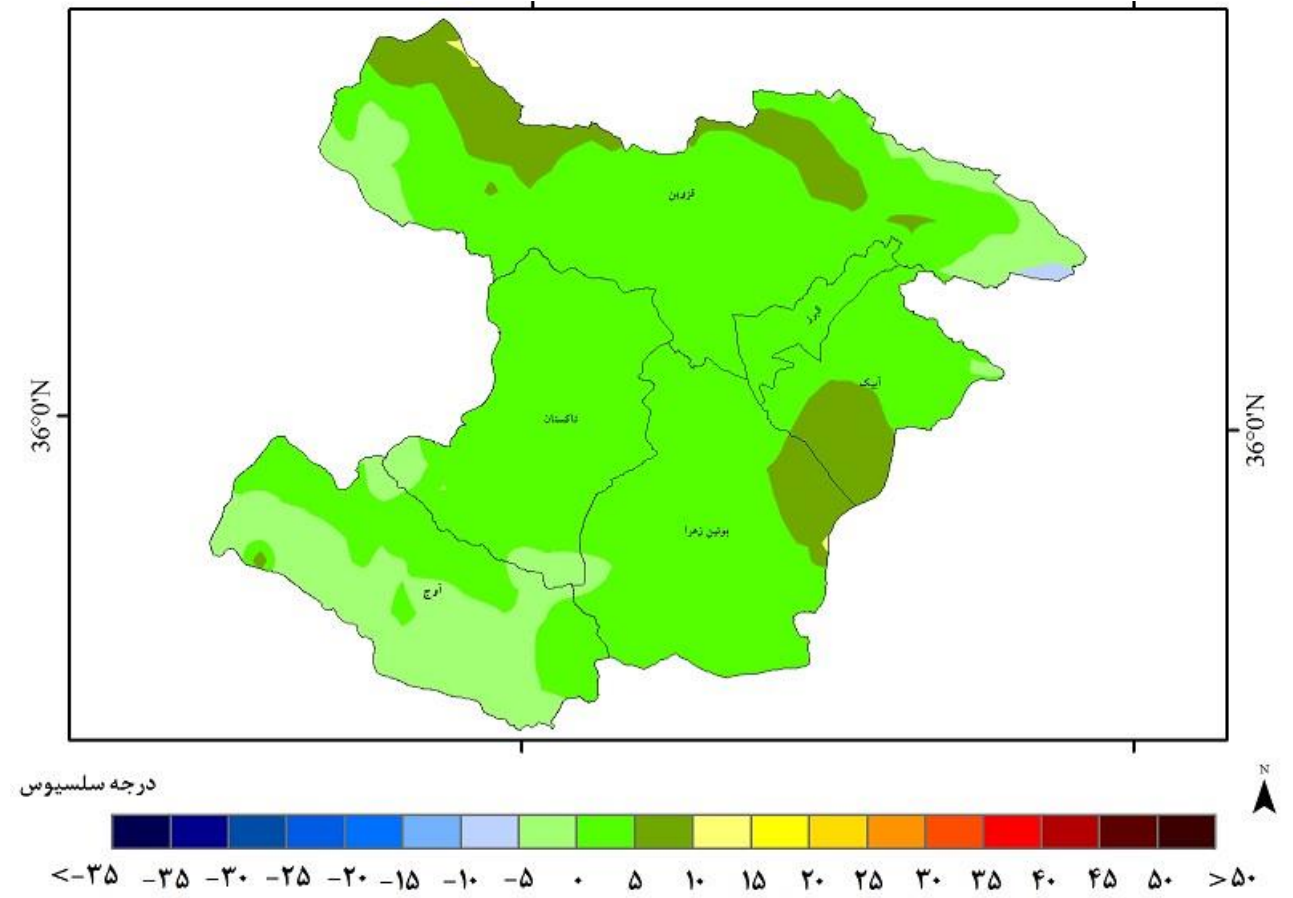 قزوین
البرز
آبیک
تاکستان
بوئین زهرا
آوج
36°0'N
36°0'N
درجه سلسیوس
N
<-۳۵ -۳۵ -۳۰ -۲۵ -۲۰ -۱۵ -۱۰ -۵ ۰ ۵ ۱۰ ۱۵ ۲۰ ۲۵ ۳۰ ۳۵ ۴۰ ۴۵ ۵۰ >۵۰